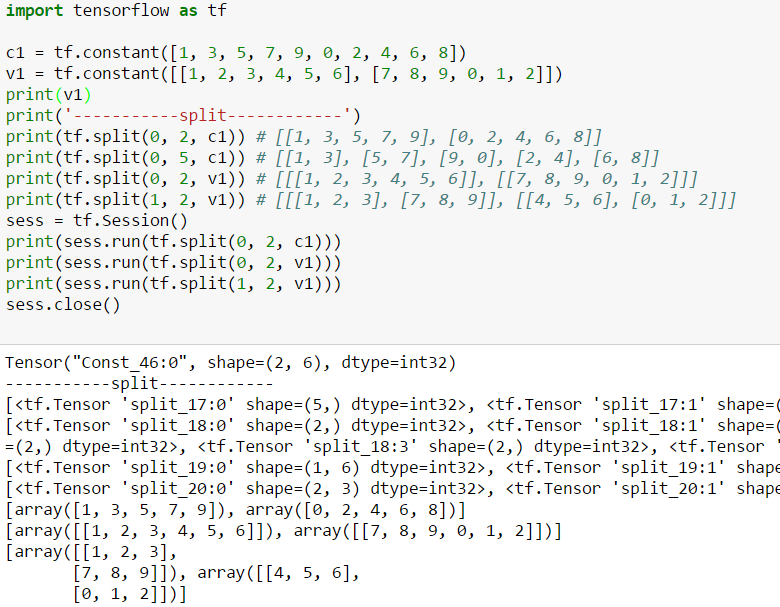 import tensorflow as tf
c1 = tf.constant([1, 3, 5, 7, 9, 0, 2, 4, 6, 8])
v1 = tf.constant([[1, 2, 3, 4, 5, 6], [7, 8, 9, 0, 1, 2]])
print(v1)
print('-----------split------------')
print(tf.split(0, 2, c1)) # [[1, 3, 5, 7, 9], [0, 2, 4, 6, 8]]
print(tf.split(0, 5, c1)) # [[1, 3], [5, 7], [9, 0], [2, 4], [6, 8]]
print(tf.split(0, 2, v1)) # [[[1, 2, 3, 4, 5, 6]], [[7, 8, 9, 0, 1, 2]]]
print(tf.split(1, 2, v1)) # [[[1, 2, 3], [7, 8, 9]], [[4, 5, 6], [0, 1, 2]]]
sess = tf.Session()
print(sess.run(tf.split(0, 2, c1)))
print(sess.run(tf.split(0, 2, v1)))
print(sess.run(tf.split(1, 2, v1)))
sess.close()
Tensor("Const_46:0", shape=(2, 6), dtype=int32)
-----------split------------
[<tf.Tensor 'split_17:0' shape=(5,) dtype=int32>, <tf.Tensor 'split_17:1' shape=(
[<tf.Tensor 'split_18:0' shape=(2,) dtype=int32>, <tf.Tensor 'split_18:1' shape=(
=(2,) dtype=int32>, <tf.Tensor 'split_18:3' shape=(2,) dtype=int32>, <tf.Tensor '
[<tf.Tensor 'split_19:0' shape=(1, 6) dtype=int32>, <tf.Tensor 'split_19:1' shape
[<tf.Tensor 'split_20:0' shape=(2, 3) dtype=int32>, <tf.Tensor 'split_20:1' shape
[array([1, 3, 5, 7, 9]), array([0, 2, 4, 6, 8])]
[array([[1, 2, 3, 4, 5, 6]]), array([[7, 8, 9, 0, 1, 2]])]
[array([[1, 2, 3],
[7, 8, 9]]), array([[4, 5, 6],
[0, 1, 2]])]